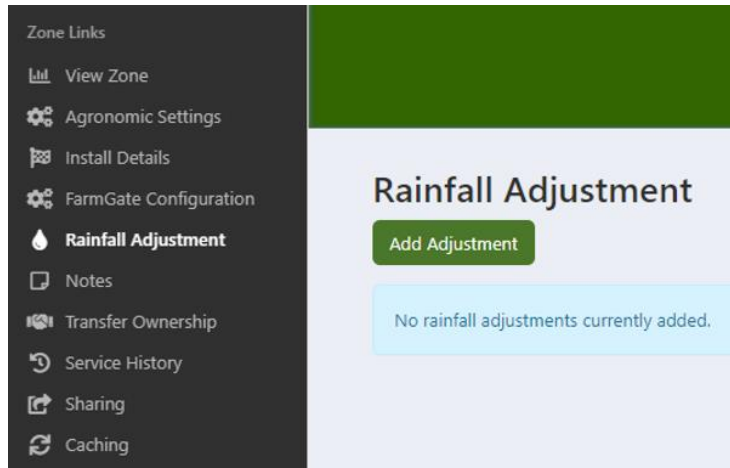 Zone Links
View Zone
Agronomic Settings
Install Details
FarmGate Configuration
Rainfall Adjustment
Notes
Transfer Ownership
Service History
Sharing
Caching
Rainfall Adjustment
Add Adjustment
No rainfall adjustments currently added.